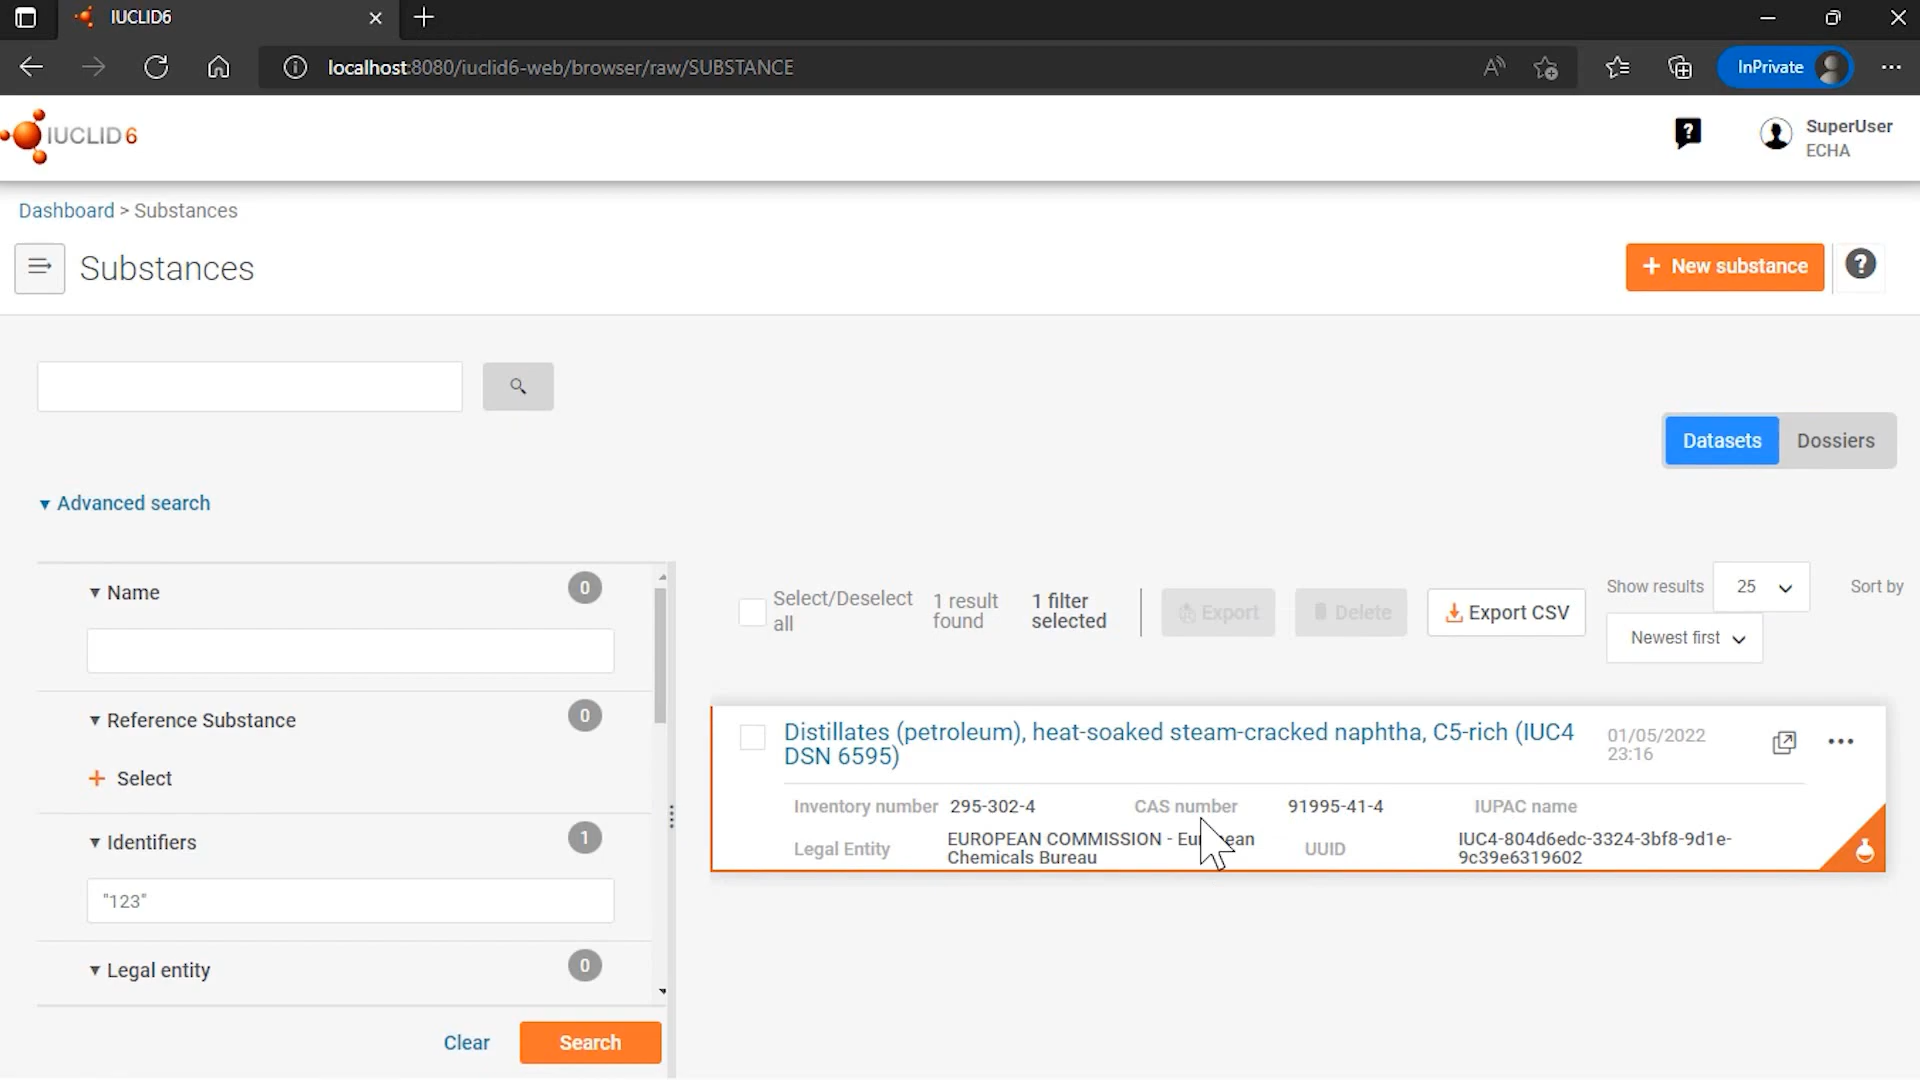 IUCLID6
localhost:8080/iuclid6-web/browser/raw/SUBSTANCE
InPrivate
IUCLID 6
SuperUser
ECHA
Dashboard > Substances
Substances
+ New substance
Datasets
Dossiers
Advanced search
Name
0
Reference Substance
0
+ Select
Identifiers
1
"123"
Legal entity
0
Clear
Search
Select/Deselect
all
1 result
found
1 filter
selected
Export
Delete
Export CSV
Show results
25
Sort by
Newest first
Distillates (petroleum), heat-soaked steam-cracked naphtha, C5-rich (IUC4
DSN 6595)
01/05/2022
23:16
Inventory number 295-302-4
CAS number 91995-41-4
IUPAC name
Legal Entity
EUROPEAN COMMISSION - European
Chemicals Bureau
UUID
IUC4-804d6edc-3324-3bf8-9d1e-
9c39e6319602